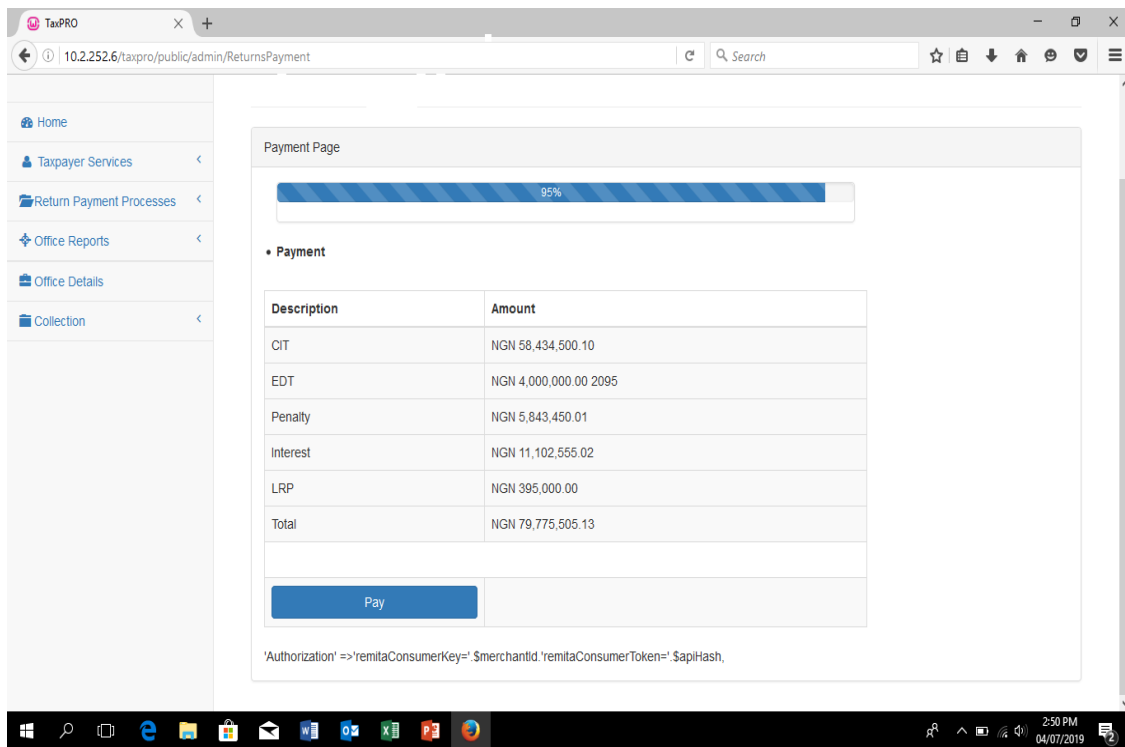 TaxPRO
10.2.252.6/taxpro/public/admin/ReturnsPayment
Search
Home
Taxpayer Services
Return Payment Processes
Office Reports
Office Details
Collection
Payment Page
95%
• Payment
Description Amount
CIT NGN 58,434,500.10
EDT NGN 4,000,000.00 2095
Penalty NGN 5,843,450.01
Interest NGN 11,102,555.02
LRP NGN 395,000.00
Total NGN 79,775,505.13
Pay
'Authorization' =>'remitaConsumerKey='.$merchantId.'remitaConsumerToken='.$apiHash,
2:50 PM
04/07/2019
2